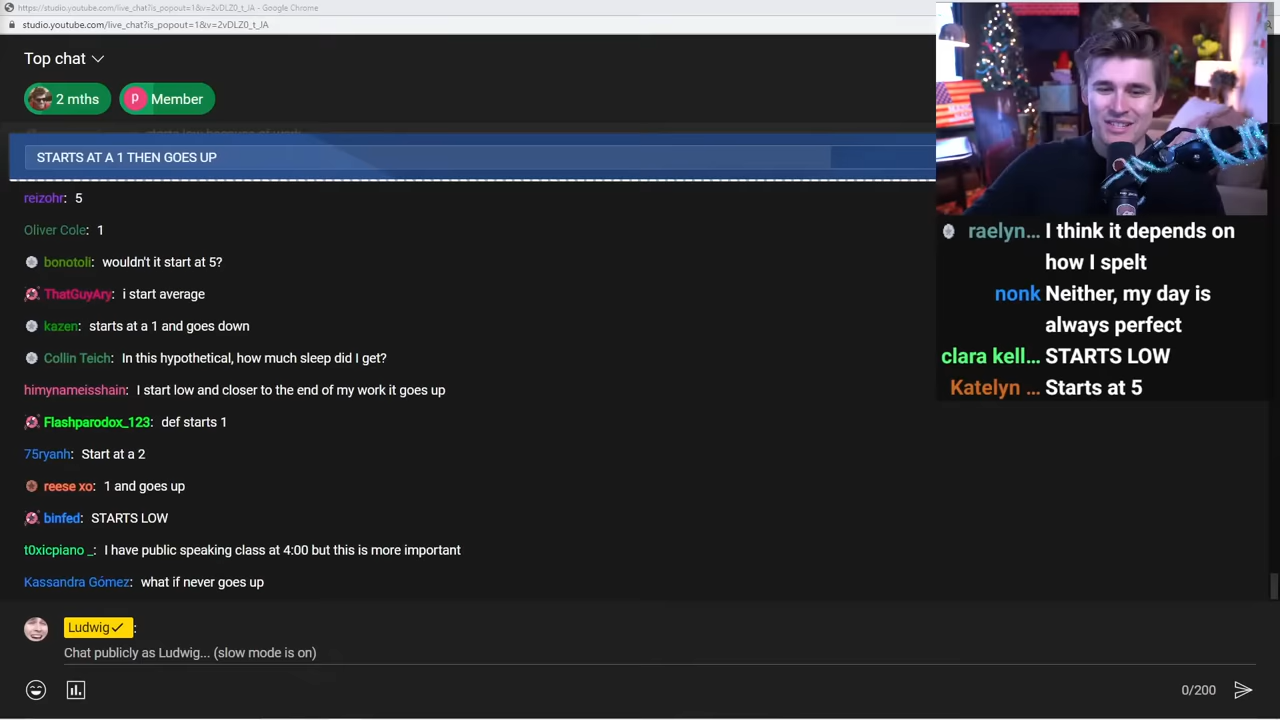 https://studio.youtube.com/live_chat?is_popout=1&v=2vDLZ0_t_JA - Google Chrome
studio.youtube.com/live_chat?is_popout=1&v=2vDLZ0_t_JA
Top chat
2 mths
P Member
starts low because of work
STARTS AT A 1 THEN GOES UP
reizohr: 5
Oliver Cole: 1
bonotoli: wouldn't it start at 5?
ThatGuyAry: i start average
kazen: starts at a 1 and goes down
Collin Teich: In this hypothetical, how much sleep did I get?
himynameisshain: I start low and closer to the end of my work it goes up
Flashparodox_123: def starts 1
75ryanh: Start at a 2
reese xo: 1 and goes up
binfed: STARTS LOW
t0xicpiano _: I have public speaking class at 4:00 but this is more important
Kassandra Gómez: what if never goes up
Ludwig :
Chat publicly as Ludwig... (slow mode is on)
0/200
raelyn... I think it depends on
how I spelt
nonk Neither, my day is
always perfect
clara kell... STARTS LOW
Katelyn ... Starts at 5